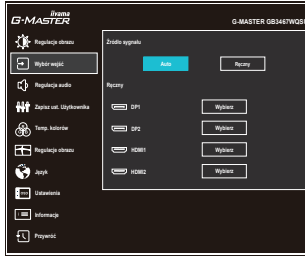 iiyama
G-MASTER
G-MASTER GB3467WQSU
Regulacja obrazu
Wybór wejść
Regulacja audio
Zapisz ust. Użytkownika
Temp. kolorów
Regulacje obrazu
Język
Ustawienia
Informacje
Przywróć
Źródło sygnału
Auto
Ręczny
Ręczny
DP1
Wybierz
DP2
Wybierz
HDMI1
Wybierz
HDMI2
Wybierz
OSD